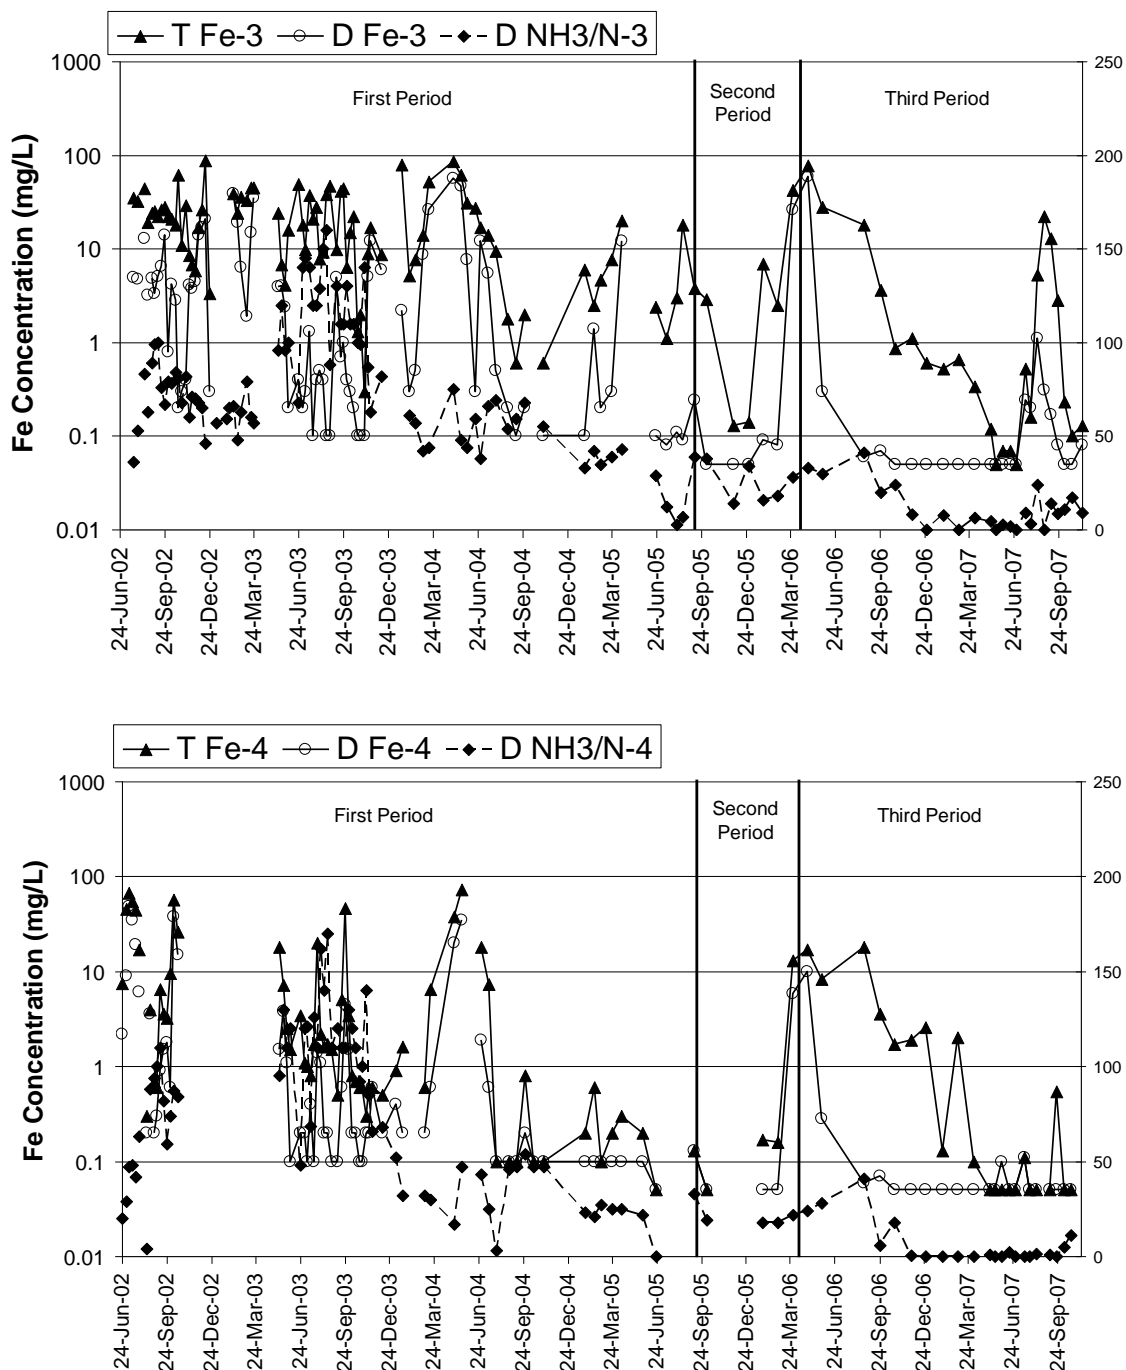 T Fe-3 D Fe-3 D NH3/N-3
1000 250
First Period Second Period Third Period
100 200
10 150
1 100
0.1 50
0.01 0
Fe Concentration (mg/L)
24-Jun-02 24-Sep-02 24-Dec-02 24-Mar-03 24-Jun-03 24-Sep-03 24-Dec-03 24-Mar-04 24-Jun-04 24-Sep-04 24-Dec-04 24-Mar-05 24-Jun-05 24-Sep-05 24-Dec-05 24-Mar-06 24-Jun-06 24-Sep-06 24-Dec-06 24-Mar-07 24-Jun-07 24-Sep-07
T Fe-4 D Fe-4 D NH3/N-4
1000 250
First Period Second Period Third Period
100 200
10 150
1 100
0.1 50
0.01 0
Fe Concentration (mg/L)
24-Jun-02 24-Sep-02 24-Dec-02 24-Mar-03 24-Jun-03 24-Sep-03 24-Dec-03 24-Mar-04 24-Jun-04 24-Sep-04 24-Dec-04 24-Mar-05 24-Jun-05 24-Sep-05 24-Dec-05 24-Mar-06 24-Jun-06 24-Sep-06 24-Dec-06 24-Mar-07 24-Jun-07 24-Sep-07